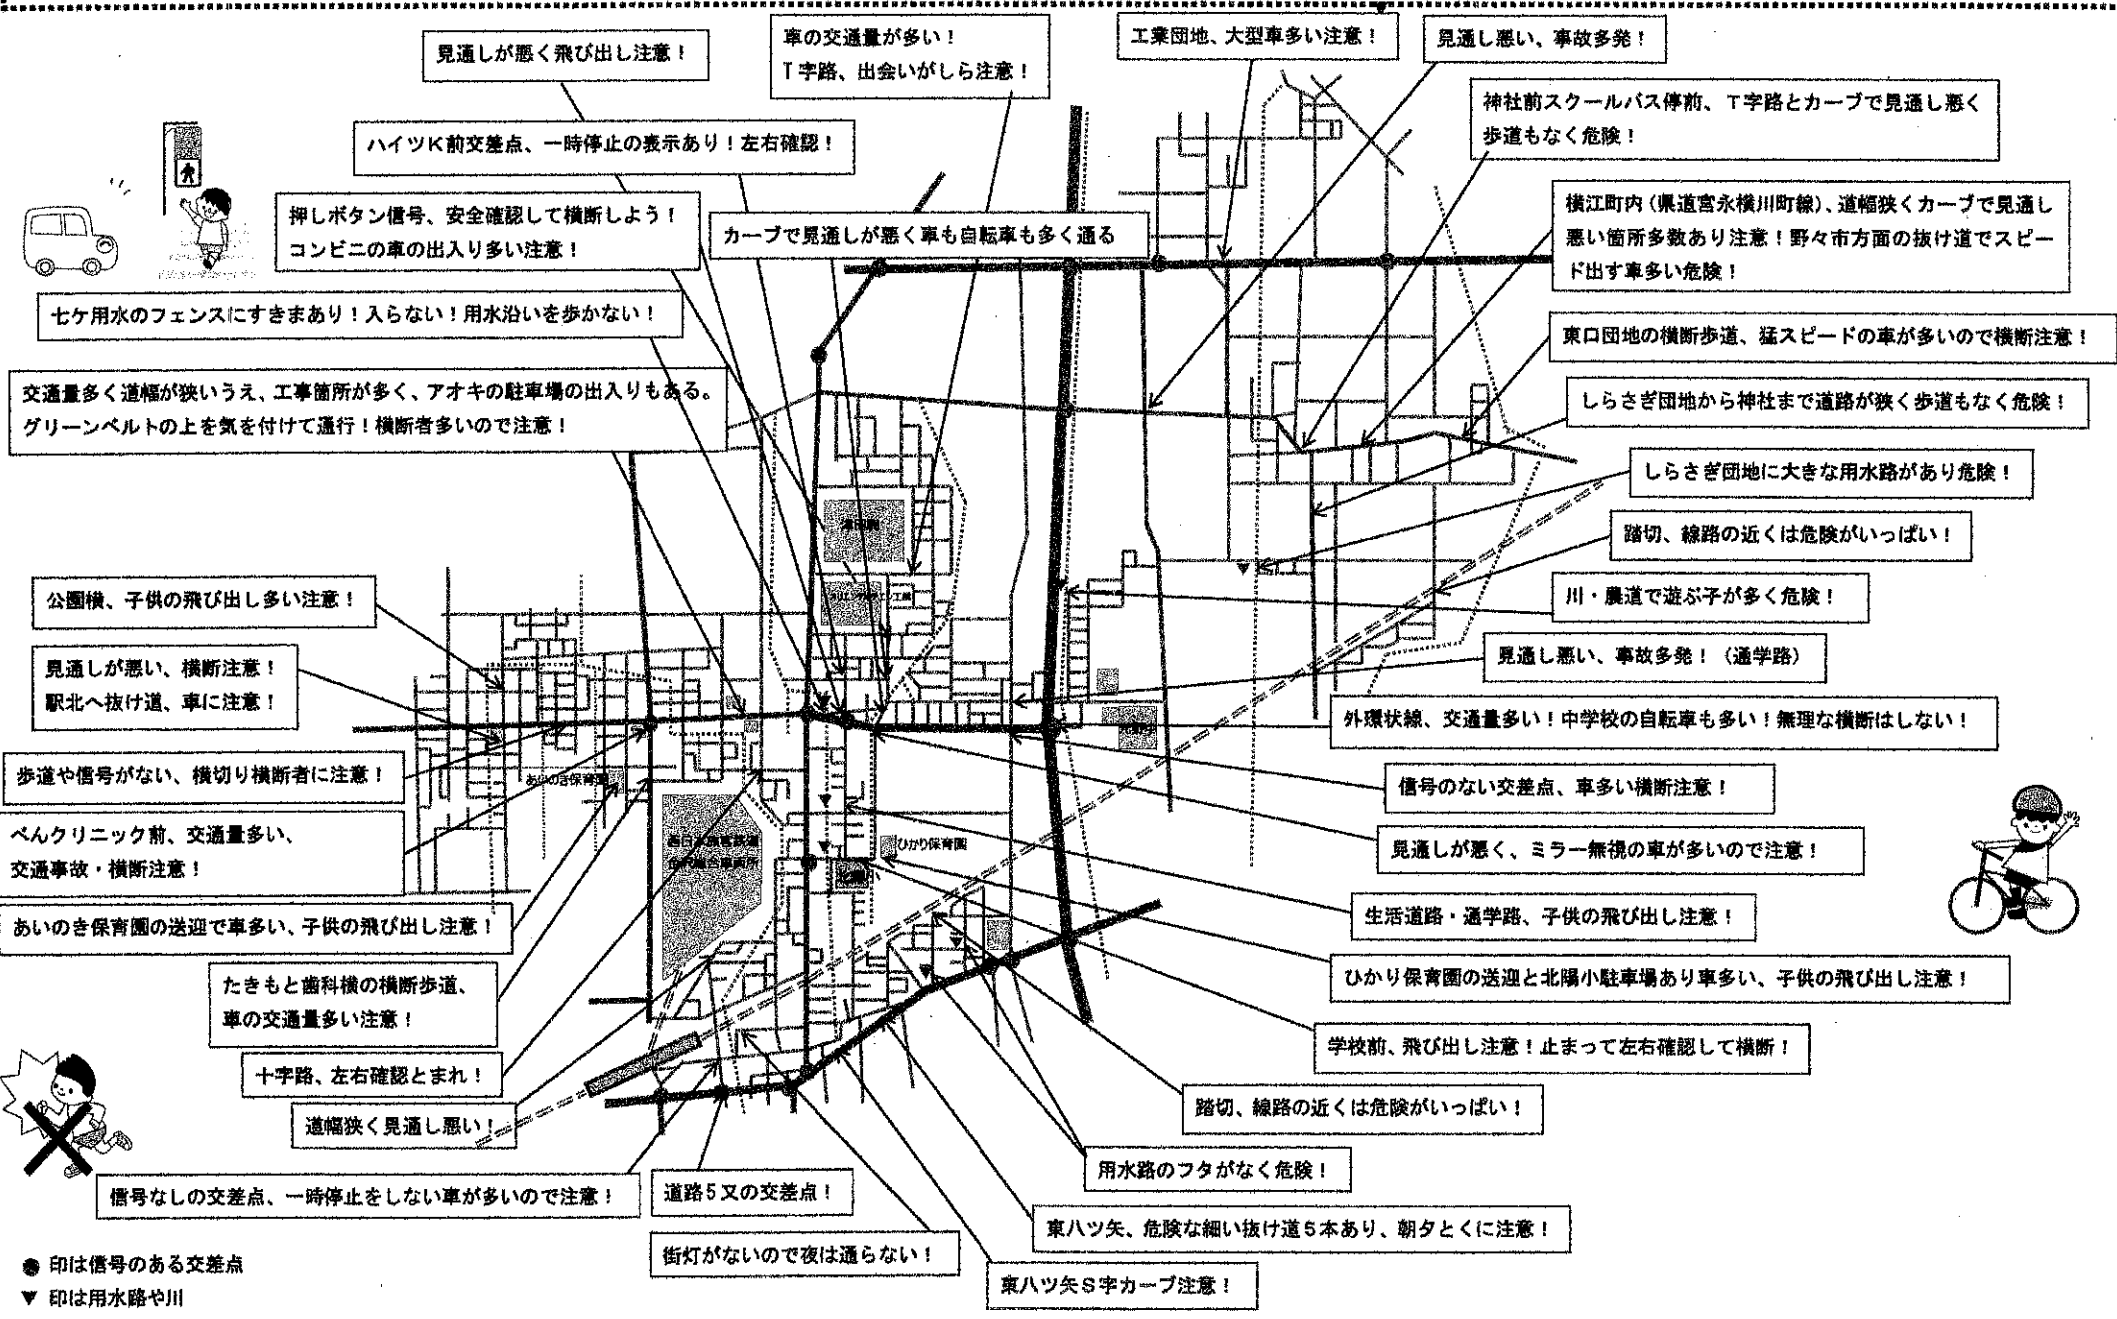 見通しが悪く飛び出し注意！
車の交通量が多い！
T字路、出会いがしら注意！
工業団地、大型車多い注意！
見通し悪い、事故多発！
神社前スクールバス停前、T字路とカーブで見通し悪く
歩道もなく危険！
ハイツK前交差点、一時停止の表示あり！左右確認！
押しボタン信号、安全確認して横断しよう！
コンビニの車の出入り多い注意！
カーブで見通しが悪く車も自転車も多く通る
横江町内（県道宮永横川町線）、道幅狭くカーブで見通し
悪い箇所多数あり注意！野々市方面の抜け道でスピー
ド出す車多い危険！
七ケ用水のフェンスにすきまあり！入らない！用水沿いを歩かない！
東口団地の横断歩道、猛スピードの車が多いので横断注意！
交通量多く道幅が狭いうえ、工事箇所が多く、アオキの駐車場の出入りもある。
グリーンベルトの上を気を付けて通行！横断者多いので注意！
しらさぎ団地から神社まで道路が狭く歩道もなく危険！
しらさぎ団地に大きな用水路があり危険！
踏切、線路の近くは危険がいっぱい！
公園横、子供の飛び出し多い注意！
川・農道で遊ぶ子が多く危険！
見通しが悪い、横断注意！
駅北へ抜け道、車に注意！
見通し悪い、事故多発！（通学路）
外環状線、交通量多い！中学校の自転車も多い！無理な横断はしない！
歩道や信号がない、横切り横断者に注意！
あいのき保育園
信号のない交差点、車多い横断注意！
ぺんクリニック前、交通量多い、
交通事故・横断注意！
ひかり保育園
見通しが悪く、ミラー無視の車が多いので注意！
あいのき保育園の送迎で車多い、子供の飛び出し注意！
生活道路・通学路、子供の飛び出し注意！
たきもと歯科横の横断歩道、
車の交通量多い注意！
ひかり保育園の送迎と北陽小駐車場あり車多い、子供の飛び出し注意！
十字路、左右確認とまれ！
学校前、飛び出し注意！止まって左右確認して横断！
道幅狭く見通し悪い！
踏切、線路の近くは危険がいっぱい！
信号なしの交差点、一時停止をしない車が多いので注意！
道路5又の交差点！
用水路のフタがなく危険！
街灯がないので夜は通らない！
東八ツ矢、危険な細い抜け道5本あり、朝夕とくに注意！
東八ツ矢S字カーブ注意！
● 印は信号のある交差点
▼ 印は用水路や川